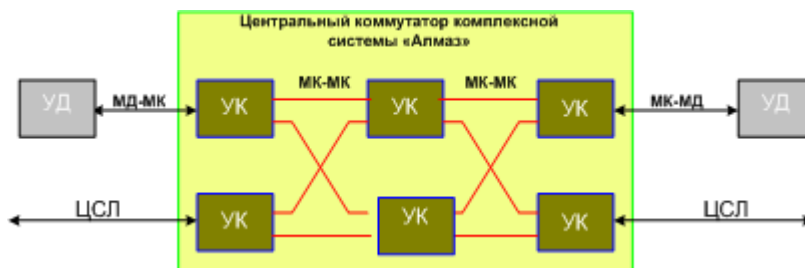 Центральный коммутатор комплексной
системы «Алмаз»
МК-МК МК-МК
УД МД-МК УК УК УК МК-МД УД
ЦСЛ УК УК УК ЦСЛ